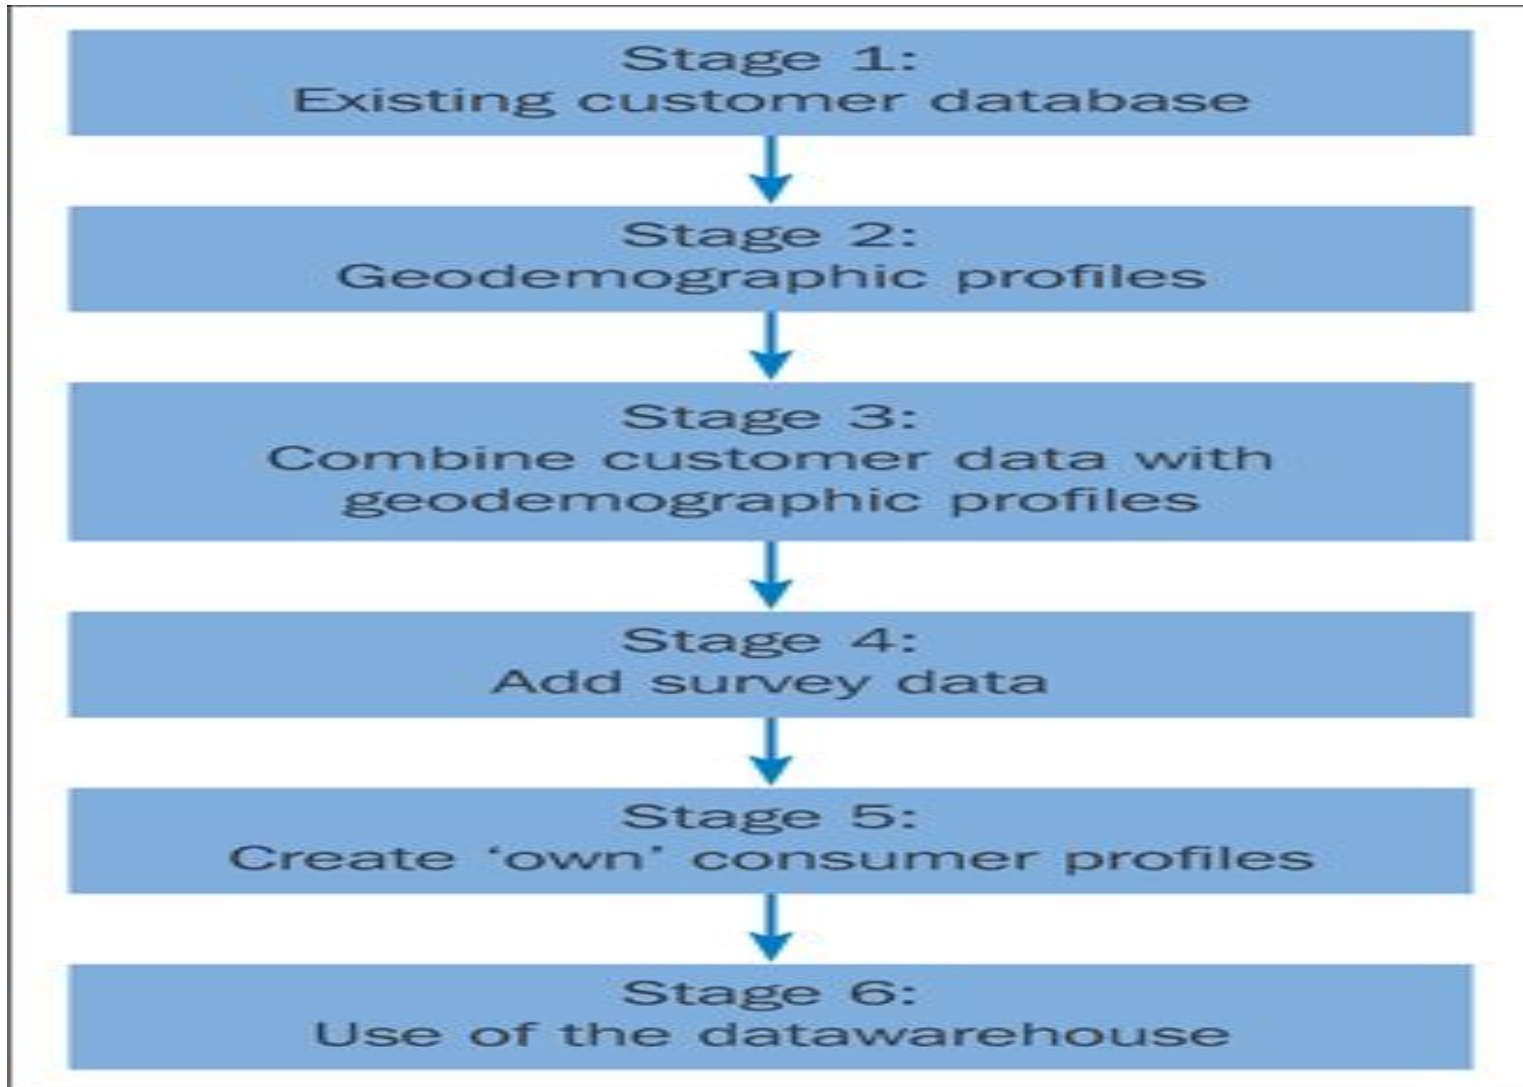 Stage 1:
Existing customer database
Stage 2:
Geodemographic profiles
Stage 3:
Combine customer data with
geodemographic profiles
Stage 4:
Add survey data
Stage 5:
Create ‘own’ consumer profiles
Stage 6:
Use of the datawarehouse